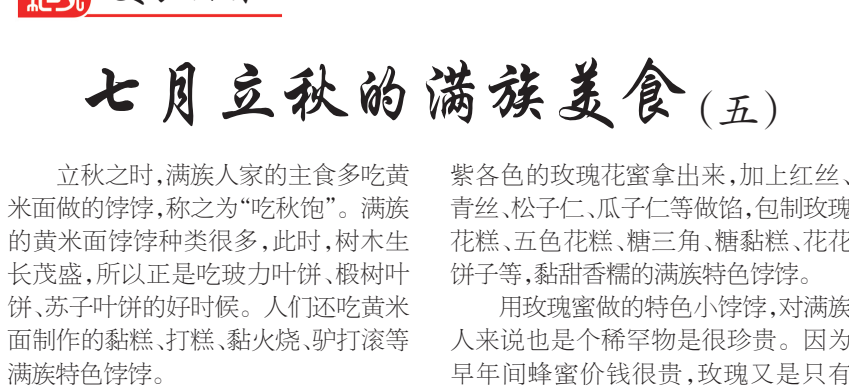 七月立秋的满族美食(五)
立秋之时,满族人家的主食多吃黄
米面做的饽饽,称之为“吃秋饱”。满族
的黄米面饽饽种类很多,此时,树木生
长茂盛,所以正是吃玻力叶饼、椴树叶
饼、苏子叶饼的好时候。人们还吃黄米
面制作的黏糕、打糕、黏火烧、驴打滚等
满族特色饽饽。
紫各色的玫瑰花蜜拿出来,加上红丝、
青丝、松子仁、瓜子仁等做馅,包制玫瑰
花糕、五色花糕、糖三角、糖黏糕、花花
饼子等,黏甜香糯的满族特色饽饽。
用玫瑰蜜做的特色小饽饽,对满族
人来说也是个稀罕物是很珍贵。因为
早年间蜂蜜价钱很贵,玫瑰又是只有